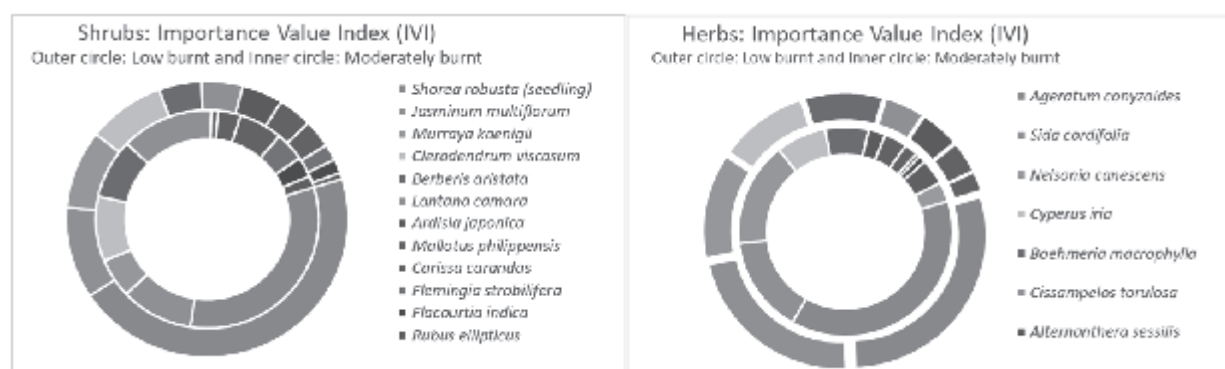 Shrubs: Importance Value Index (IVI)
Outer circle: Low burnt and Inner circle: Moderately burnt
Shorea robusta (seedling)
Jasminum multiflorum
Murraya koenigii
Clerodendrum viscosum
Berberis aristata
Lantana camara
Ardisia japonica
Mallotus philippensis
Carissa carandas
Flemingia strobilifera
Flacourtia indica
Rubus ellipticus
Herbs: Importance Value Index (IVI)
Outer circle: Low burnt and Inner circle: Moderately burnt
Ageratum conyzoides
Sida cordifolia
Nelsonia canescens
Cyperus iria
Boehmeria macrophylla
Cissampelos torulosa
Alternanthera sessilis